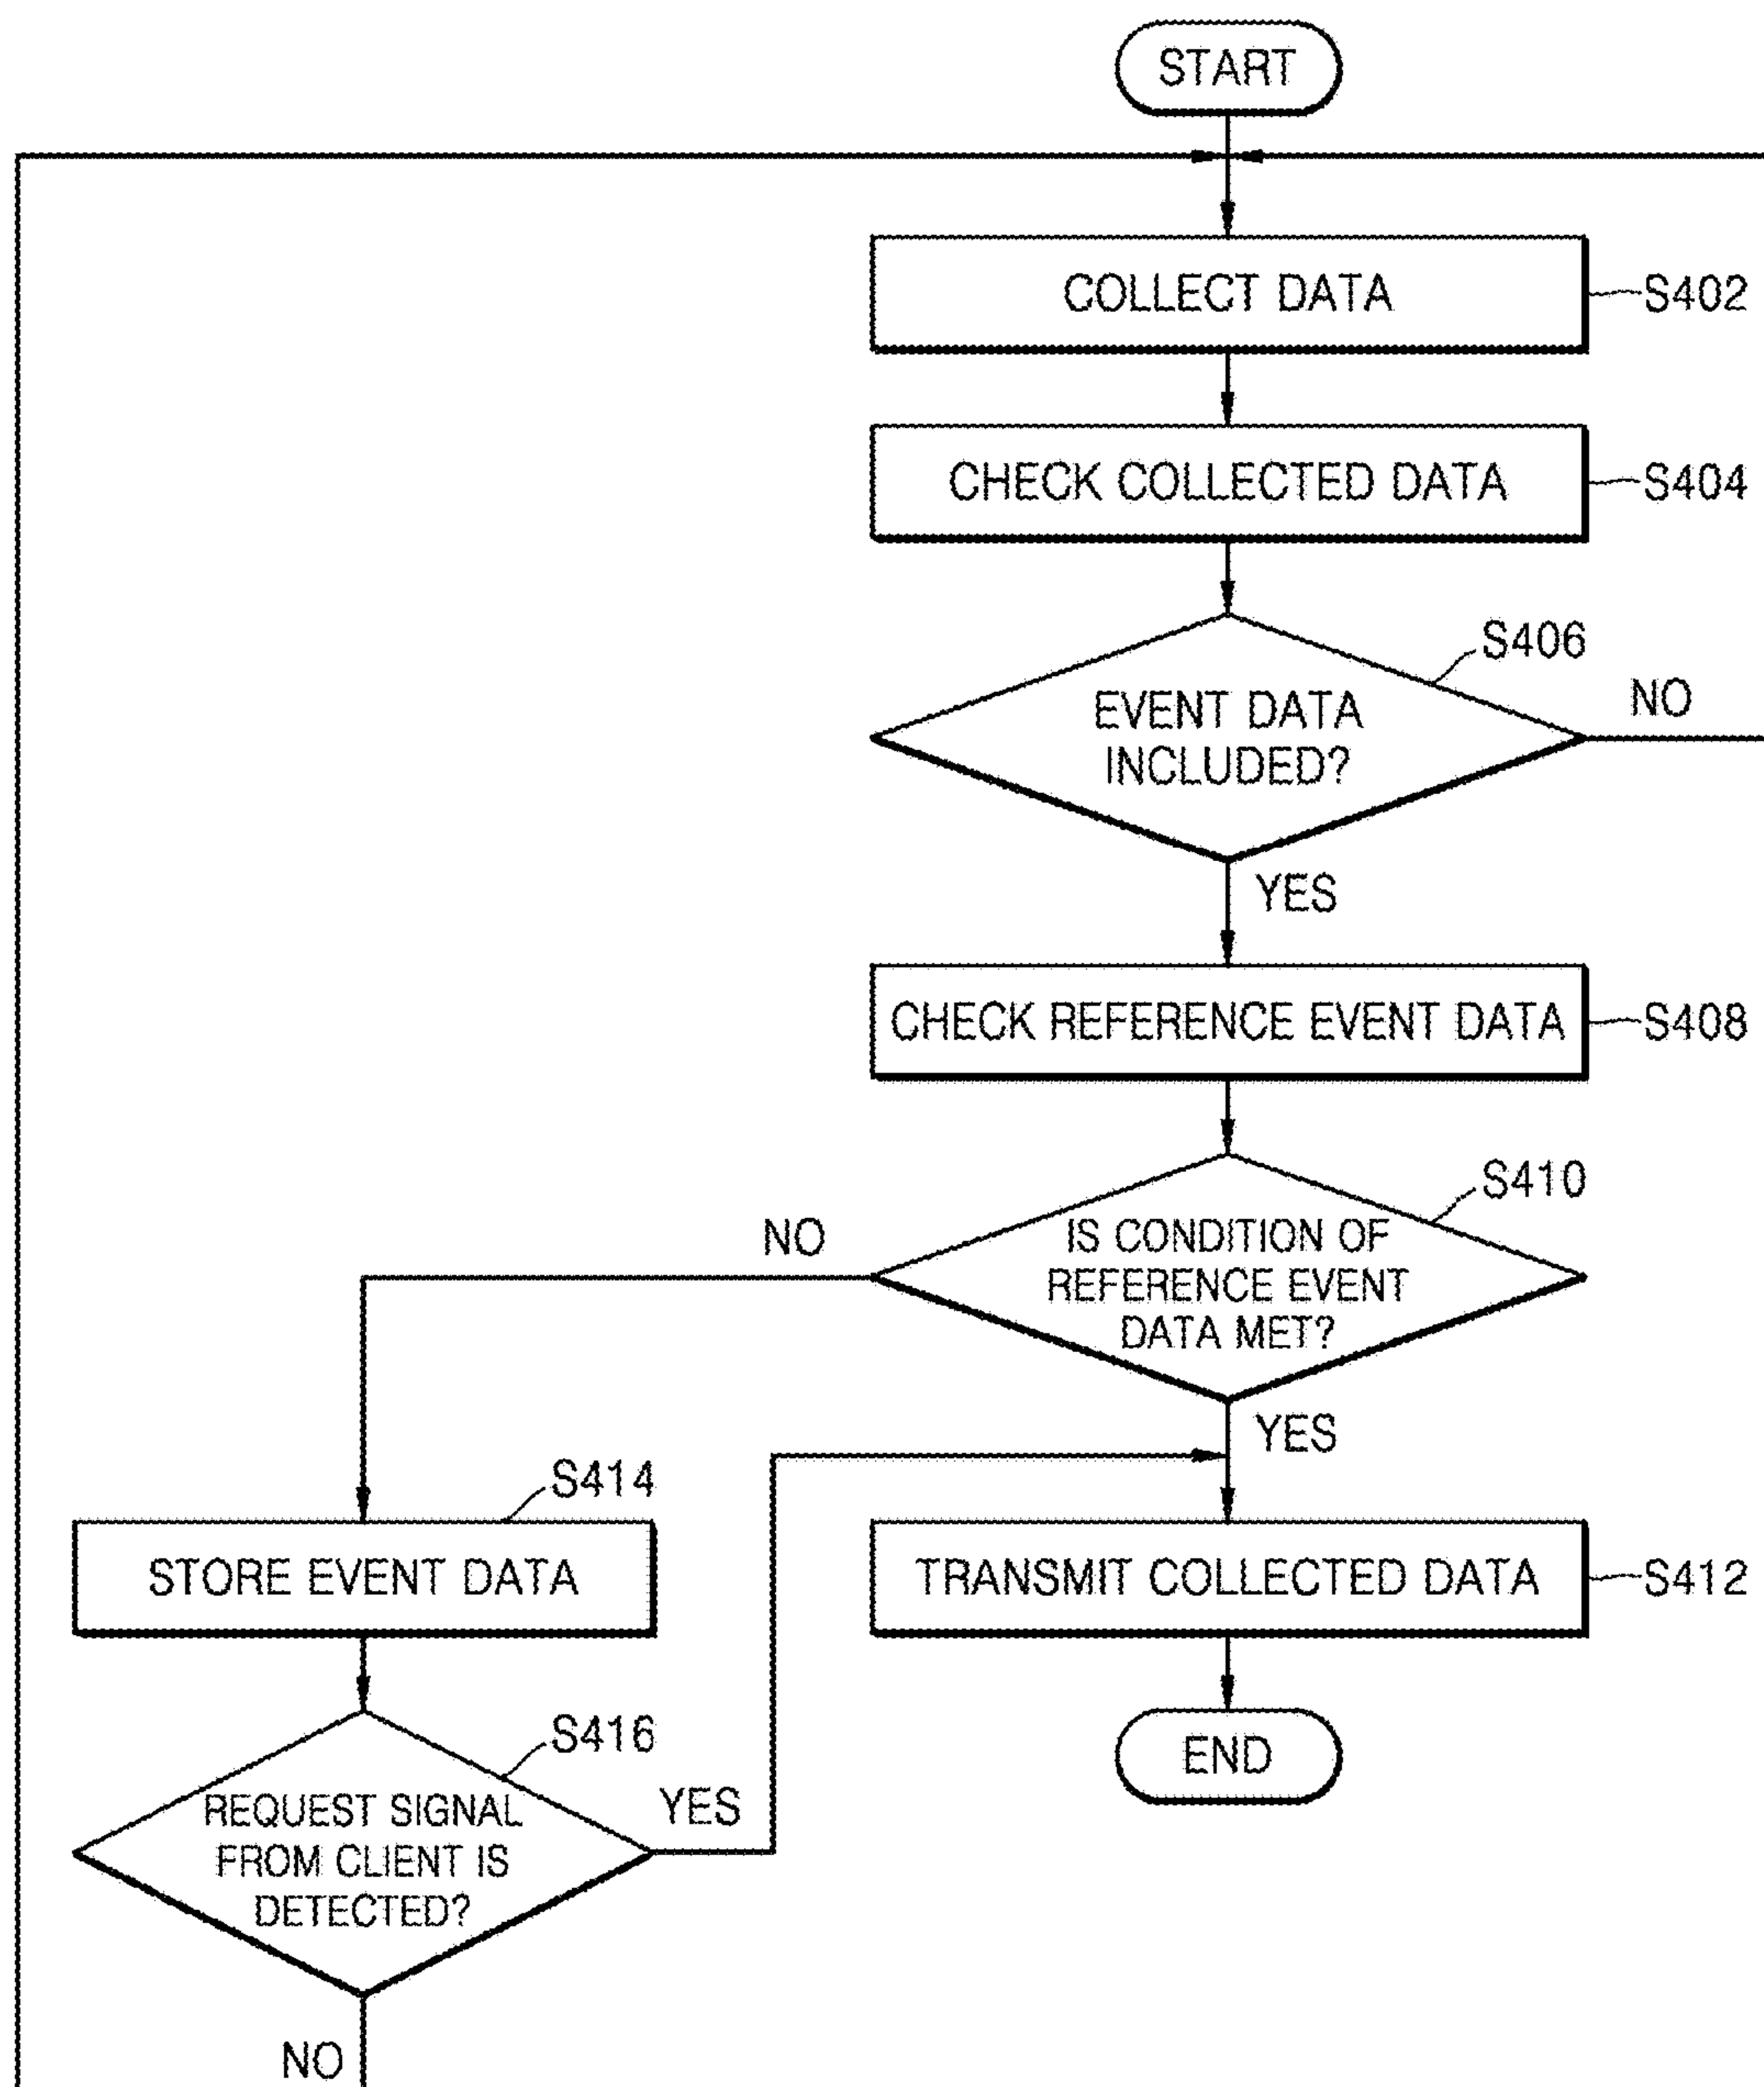 START
COLLECT DATA
S402
CHECK COLLECTED DATA
S404
S406
EVENT DATA
INCLUDED?
NO
YES
CHECK REFERENCE EVENT DATA
S408
S410
NO
IS CONDITION OF
REFERENCE EVENT
DATA MET?
YES
S414
STORE EVENT DATA
TRANSMIT COLLECTED DATA
S412
S416
REQUEST SIGNAL
FROM CLIENT IS
DETECTED?
YES
END
NO